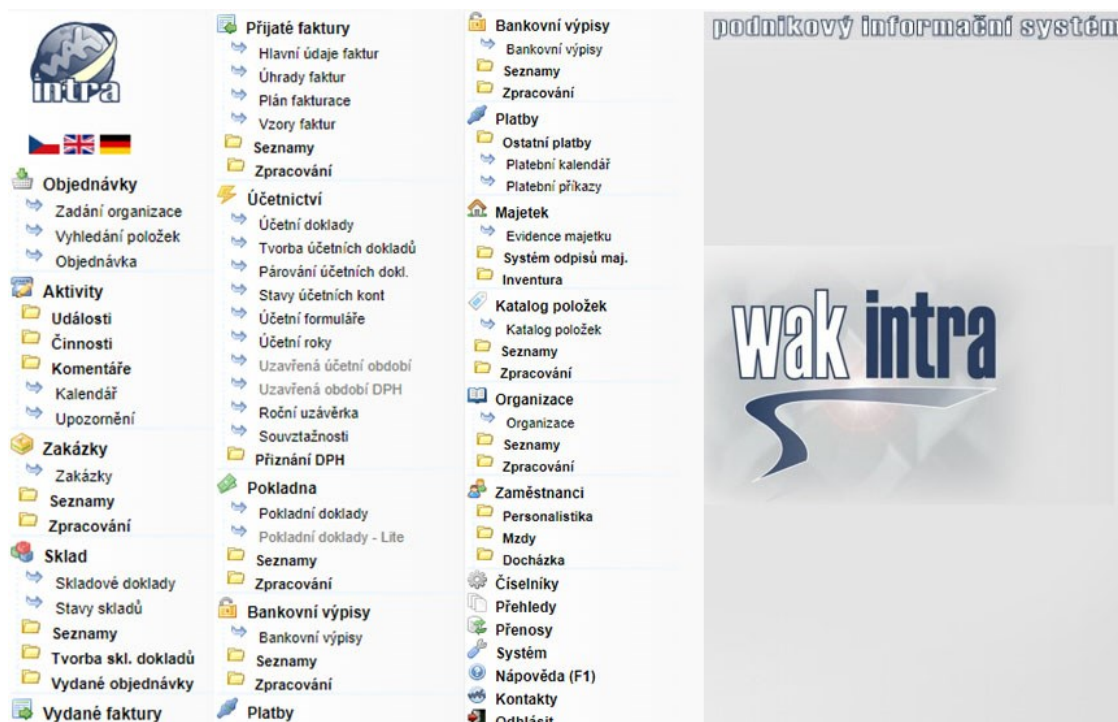 wak
intra
Objednávky
Zadání organizace
Vyhledání položek
Objednávka
Aktivity
Události
Činnosti
Komentáře
Kalendář
Upozornění
Zakázky
Zakázky
Seznamy
Zpracování
Sklad
Skladové doklady
Stavy skladů
Seznamy
Tvorba skl. dokladů
Vydané objednávky
Vydané faktury
Přijaté faktury
Hlavní údaje faktur
Úhrady faktur
Plán fakturace
Vzory faktur
Seznamy
Zpracování
Účetnictví
Účetní doklady
Tvorba účetních dokladů
Párování účetních dokl.
Stavy účetních kont
Účetní formuláře
Účetní roky
Uzavřená účetní období
Uzavřená období DPH
Roční uzávěrka
Souvztažnosti
Přiznání DPH
Pokladna
Pokladní doklady
Pokladní doklady - Lite
Seznamy
Zpracování
Bankovní výpisy
Bankovní výpisy
Seznamy
Zpracování
Platby
Bankovní výpisy
Bankovní výpisy
Seznamy
Zpracování
Platby
Ostatní platby
Platební kalendář
Platební příkazy
Majetek
Evidence majetku
Systém odpisů maj.
Inventura
Katalog položek
Katalog položek
Seznamy
Zpracování
Organizace
Organizace
Seznamy
Zpracování
Zaměstnanci
Personalistika
Mzdy
Docházka
Číselníky
Přehledy
Přenosy
Systém
Nápověda (F1)
Kontakty
Odhlásit
podnikový informační systém
wak intra